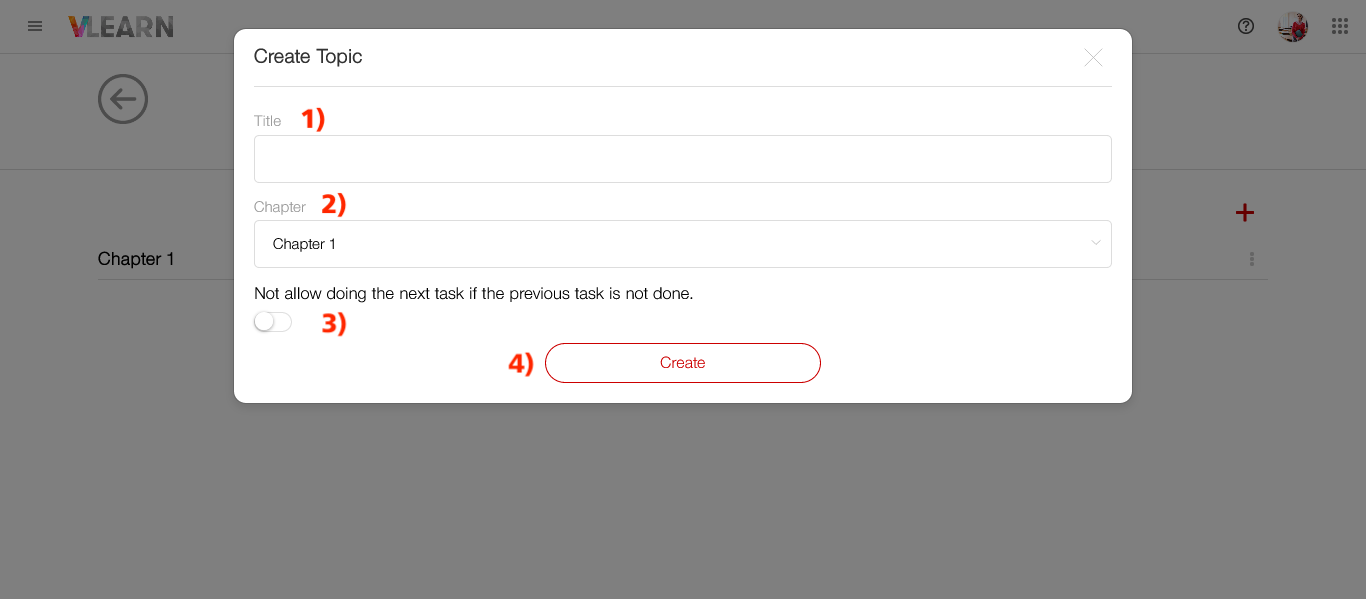 VLEARN
Create Topic
Title 1)
Chapter 2)
Chapter 1
Chapter 1
Not allow doing the next task if the previous task is not done.
3)
4) Create